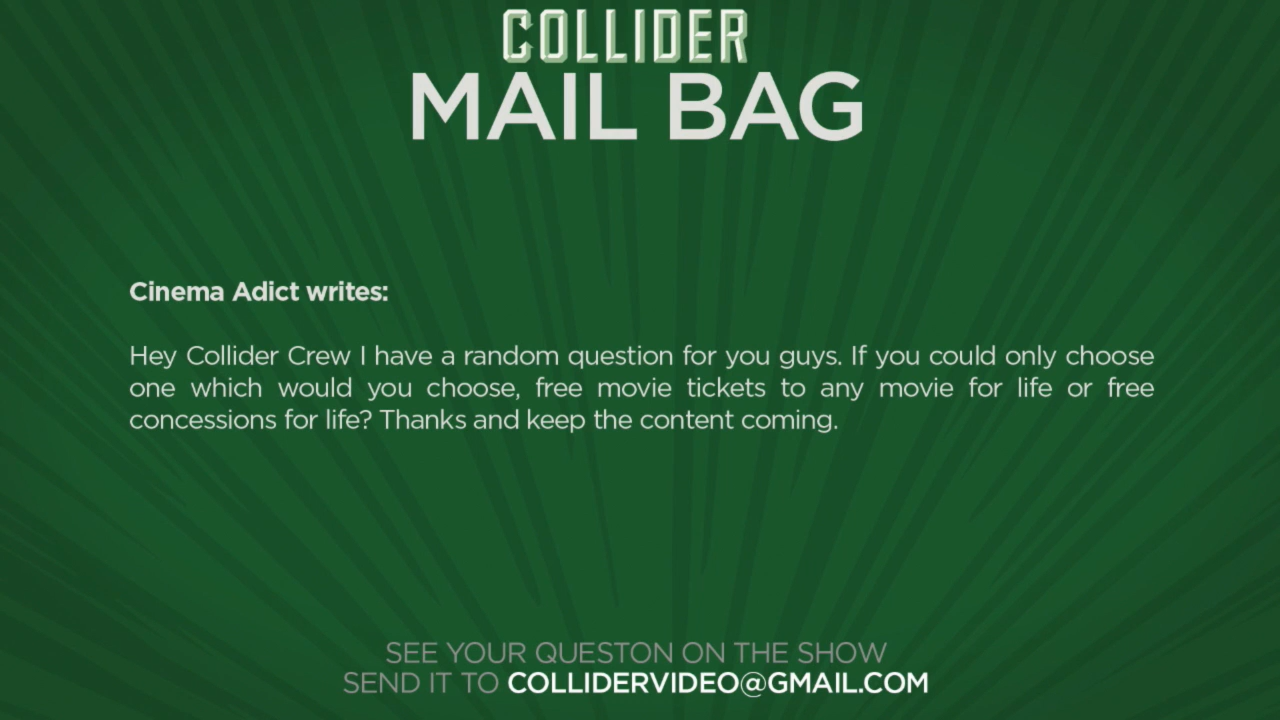 COLLIDER
MAIL BAG
Cinema Adict writes:
Hey Collider Crew I have a random question for you guys. If you could only choose
one which would you choose, free movie tickets to any movie for life or free
concessions for life? Thanks and keep the content coming.
SEE YOUR QUESTON ON THE SHOW
SEND IT TO COLLIDERVIDEO@GMAIL.COM